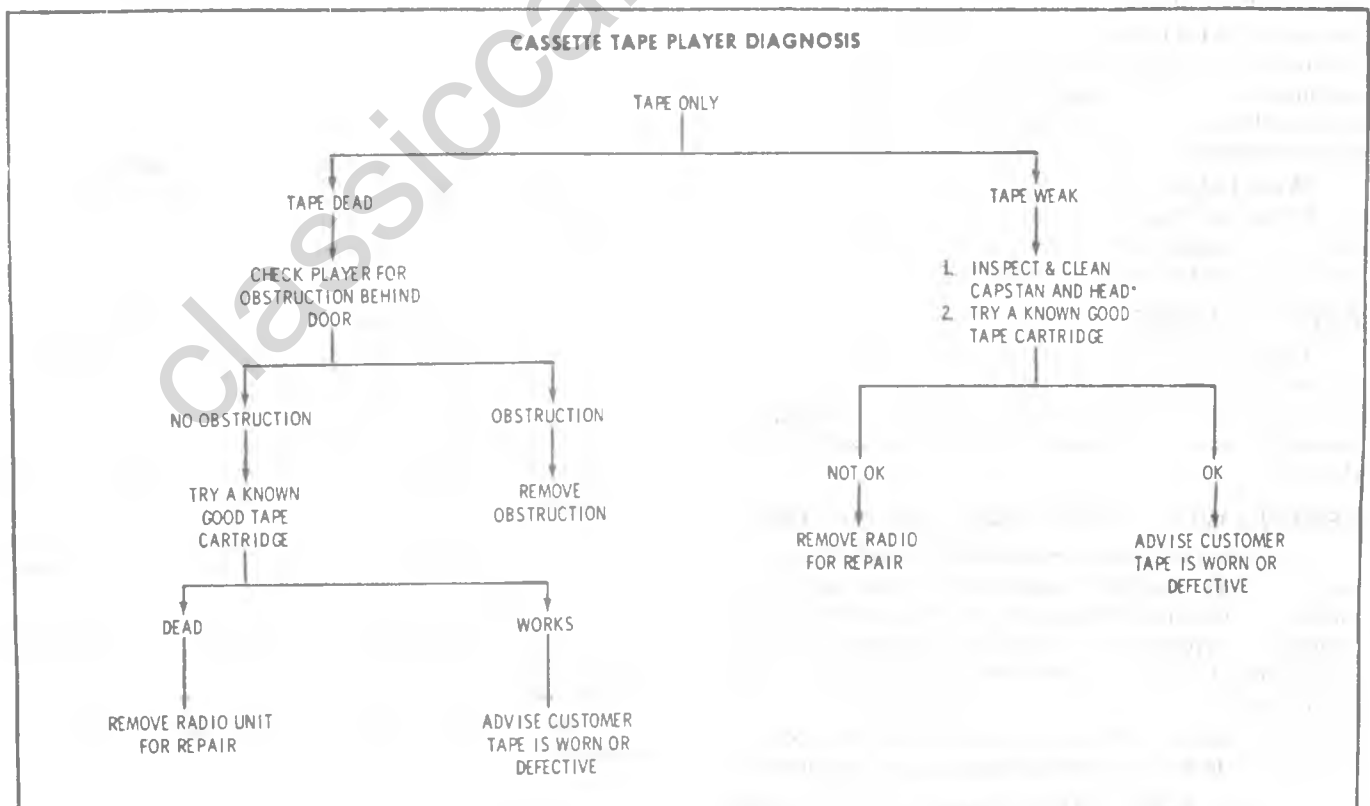 CASSETTE TAPE PLAYER DIAGNOSIS
TAPE ONLY
TAPE DEAD
CHECK PLAYER FOR
OBSTRUCTION BEHIND
DOOR
NO OBSTRUCTION
TRY A KNOWN
GOOD TAPE
CARTRIDGE
DEAD
REMOVE RADIO UNIT
FOR REPAIR
WORKS
ADVISE CUSTOMER
TAPE IS WORN OR
DEFECTIVE
OBSTRUCTION
REMOVE
OBSTRUCTION
TAPE WEAK
1. INSPECT & CLEAN
CAPSTAN AND HEAD*
2. TRY A KNOWN GOOD
TAPE CARTRIDGE
NOT OK
REMOVE RADIO
FOR REPAIR
OK
ADVISE CUSTOMER
TAPE IS WORN OR
DEFECTIVE
classicca